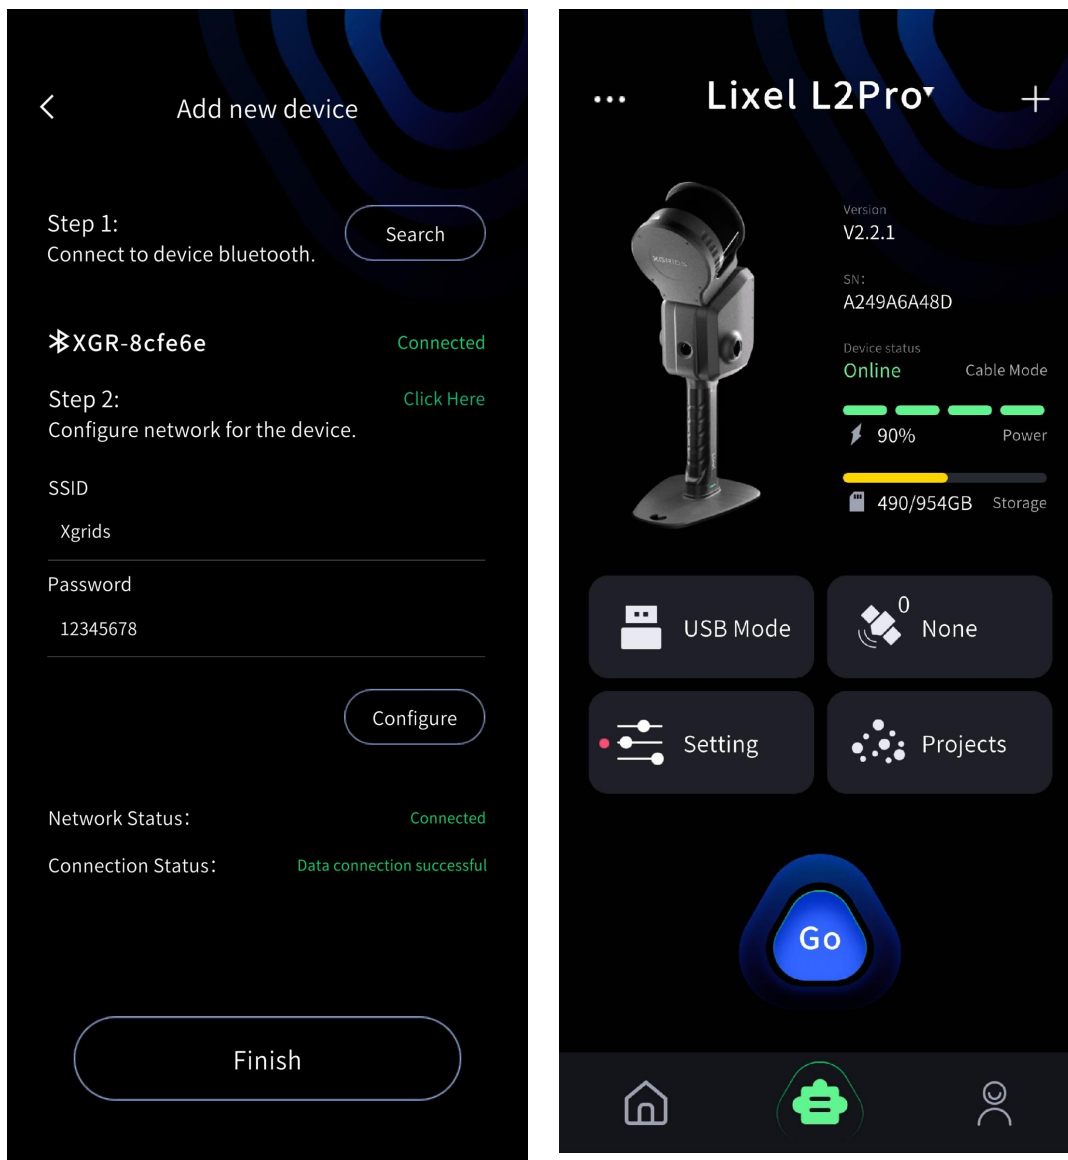 Add new device
Step 1:
Connect to device bluetooth.
Search
XGR-8cfe6e
Connected
Step 2:
Click Here
Configure network for the device.
SSID
Xgrids
Password
12345678
Configure
Network Status:
Connected
Connection Status:
Data connection successful
Finish
Lixel L2Pro
XGRIDS
Version
V2.2.1
SN:
A249A6A48D
Device status
Online
Cable Mode
90%
Power
490/954GB
Storage
USB Mode
0
None
Setting
Projects
Go